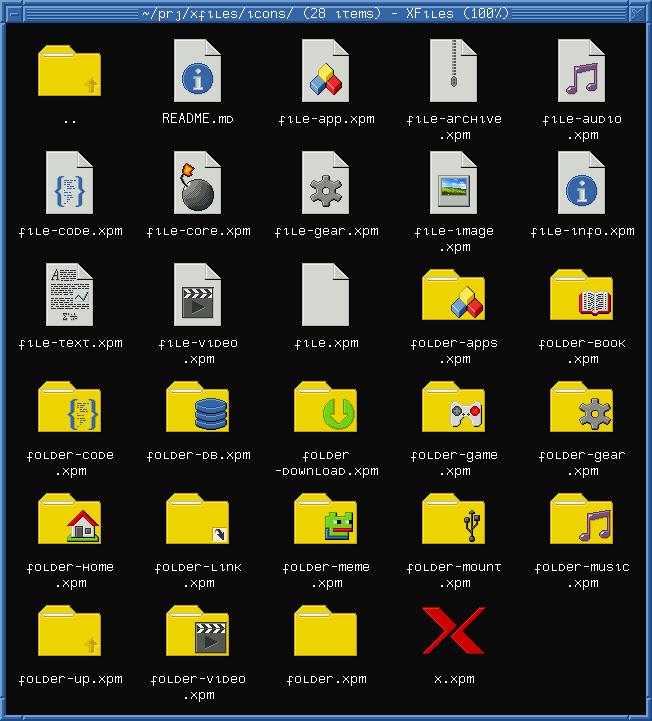 ~/prj/xfiles/icons/ (28 items) - XFiles (100%)
..
README.md
file-app.xpm
file-archive.xpm
file-audio
.xpm
file-code.xpm
file-core.xpm
file-gear.xpm
file-image
.xpm
file-info.xpm
file-text.xpm
file-video
.xpm
file.xpm
folder-apps
.xpm
folder-book
.xpm
folder-code
.xpm
folder-db.xpm
folder
-download.xpm
folder-game
.xpm
folder-gear
.xpm
folder-home
.xpm
folder-link
.xpm
folder-meme
.xpm
folder-mount
.xpm
folder-music
.xpm
folder-up.xpm
folder-video
.xpm
folder.xpm
x.xpm